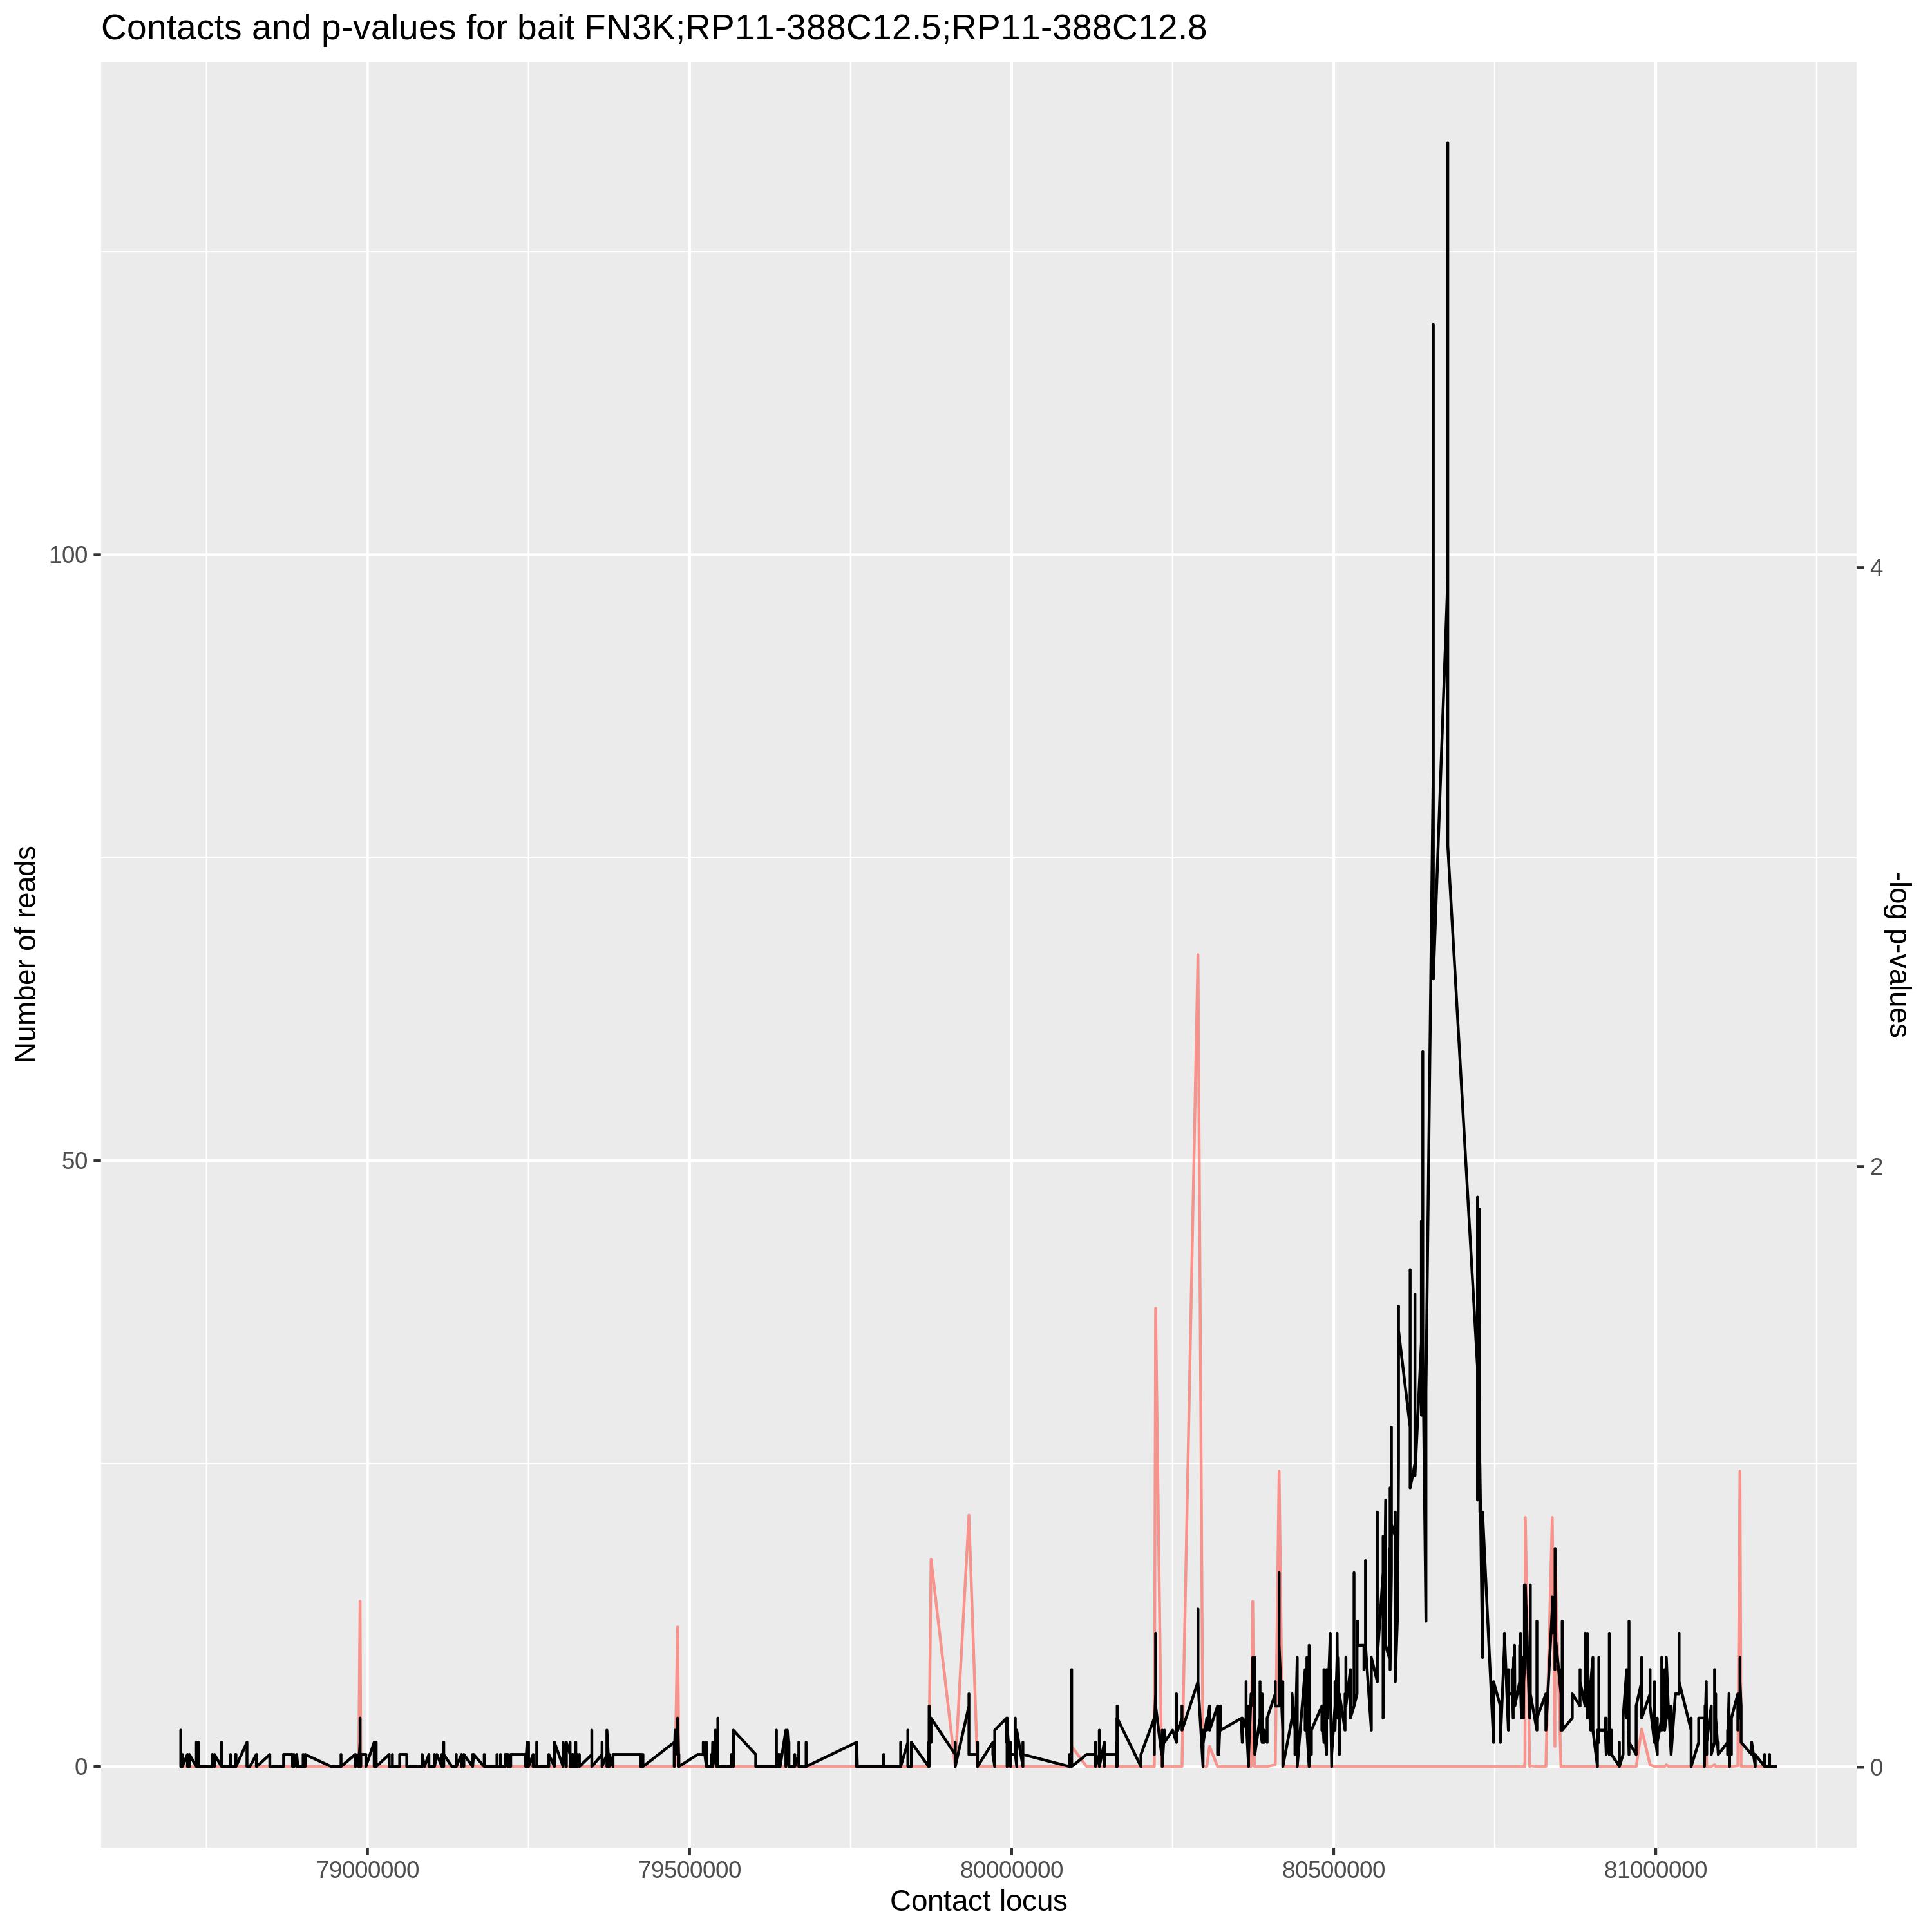 Contacts and p-values for bait FN3K;RP11-388C12.5;RP11-388C12.8
Number of reads
100
50
0
4
2
0
-log p-values
79000000
79500000
80000000
80500000
81000000
Contact locus